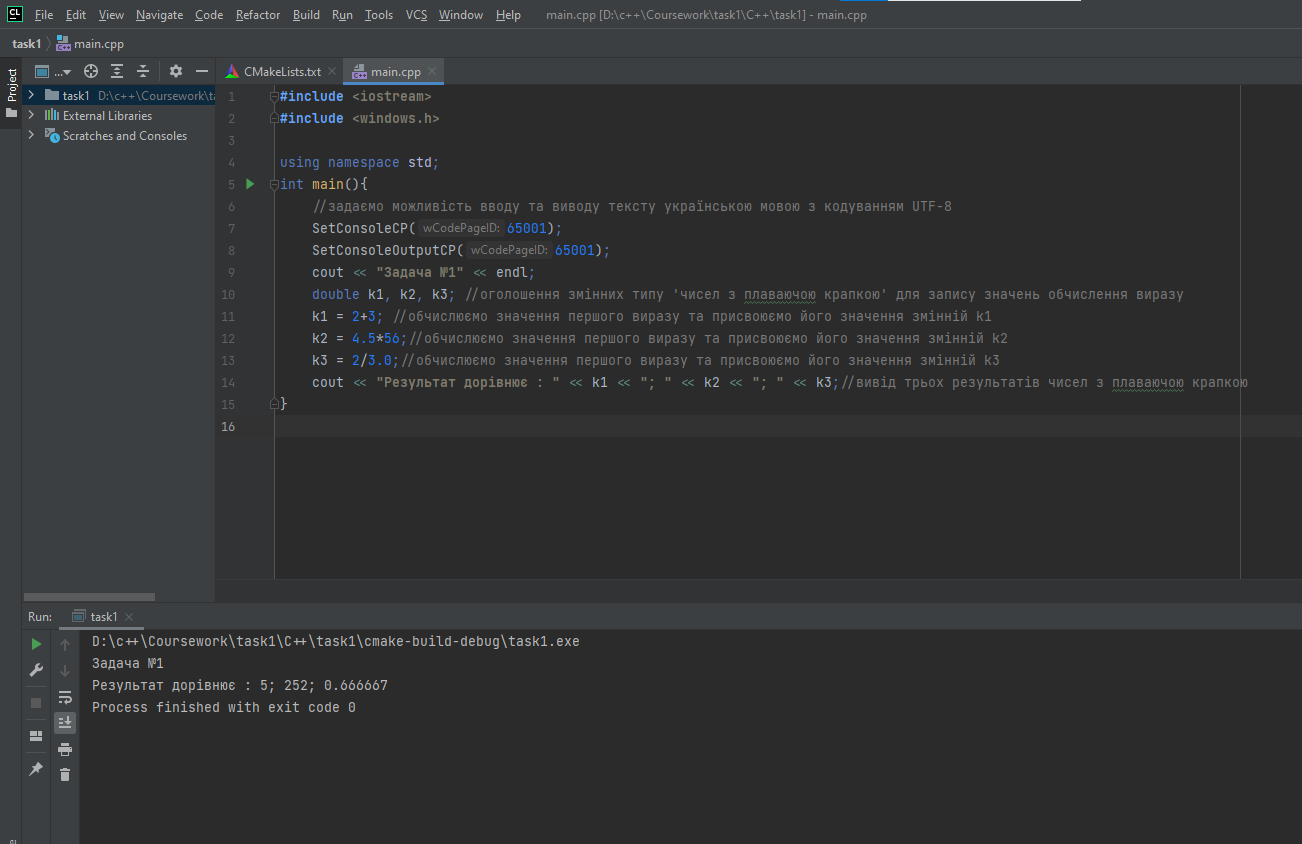 CL File Edit View Navigate Code Refactor Build Run Tools VCS Window Help main.cpp [D:\c++\Coursework\task1\C++\task1] - main.cpp
task1 main.cpp
Project
... CMakeLists.txt main.cpp
task1 D:\c++\Coursework\ta
External Libraries
Scratches and Consoles
1 #include <iostream>
2 #include <windows.h>
3
4 using namespace std;
5 int main(){
6 //задаємо можливість вводу та виводу тексту українською мовою з кодуванням UTF-8
7 SetConsoleCP( wCodePageID: 65001);
8 SetConsoleOutputCP( wCodePageID: 65001);
9 cout << "Задача №1" << endl;
10 double k1, k2, k3; //оголошення змінних типу 'чисел з плаваючою крапкою' для запису значень обчислення виразу
11 k1 = 2+3; //обчислюємо значення першого виразу та присвоюємо його значення змінній k1
12 k2 = 4.5*56;//обчислюємо значення першого виразу та присвоюємо його значення змінній k2
13 k3 = 2/3.0;//обчислюємо значення першого виразу та присвоюємо його значення змінній k3
14 cout << "Результат дорівнює : " << k1 << "; " << k2 << "; " << k3;//вивід трьох результатів чисел з плаваючою крапкою
15 }
16
Run: task1
D:\c++\Coursework\task1\C++\task1\cmake-build-debug\task1.exe
Задача №1
Результат дорівнює : 5; 252; 0.666667
Process finished with exit code 0